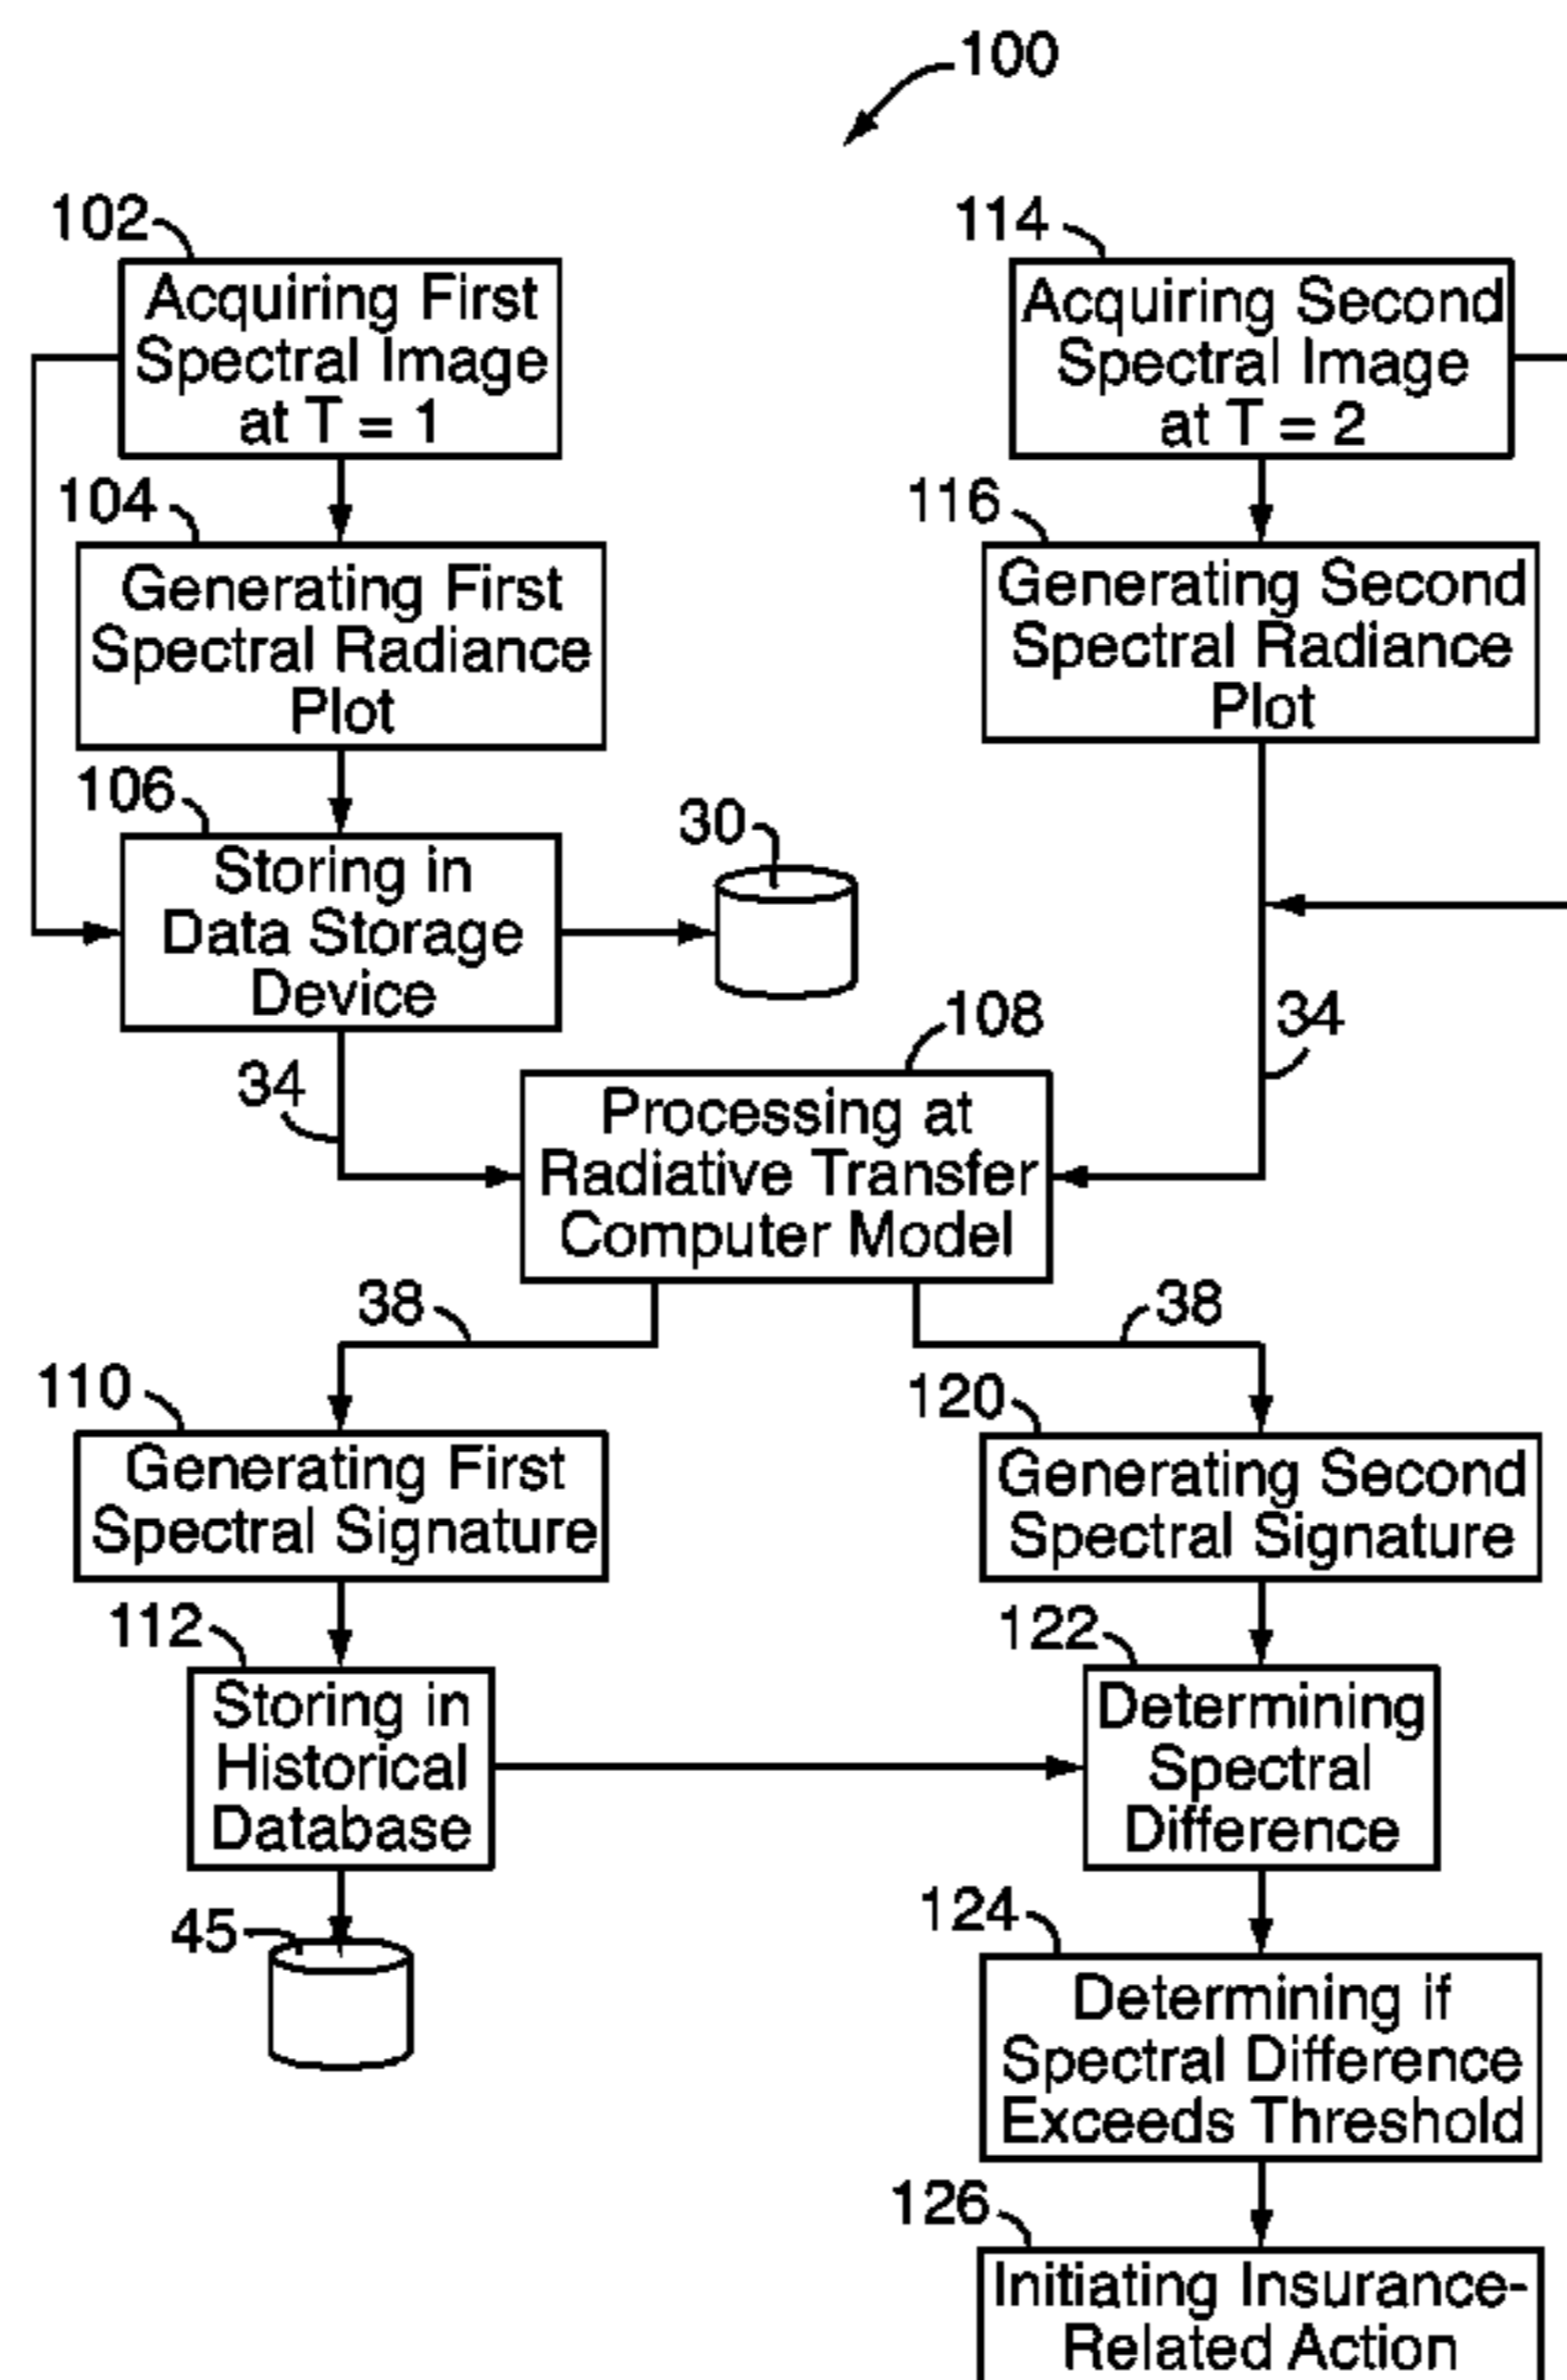 100
102
Acquiring First
Spectral Image
at T = 1
104
Generating First
Spectral Radiance
Plot
106
Storing in
Data Storage
Device
30
34
114
Acquiring Second
Spectral Image
at T = 2
116
Generating Second
Spectral Radiance
Plot
34
108
Processing at
Radiative Transfer
Computer Model
38
38
110
Generating First
Spectral Signature
112
Storing in
Historical
Database
45
120
Generating Second
Spectral Signature
122
Determining
Spectral
Difference
124
Determining if
Spectral Difference
Exceeds Threshold
126
Initiating Insurance-
Related Action